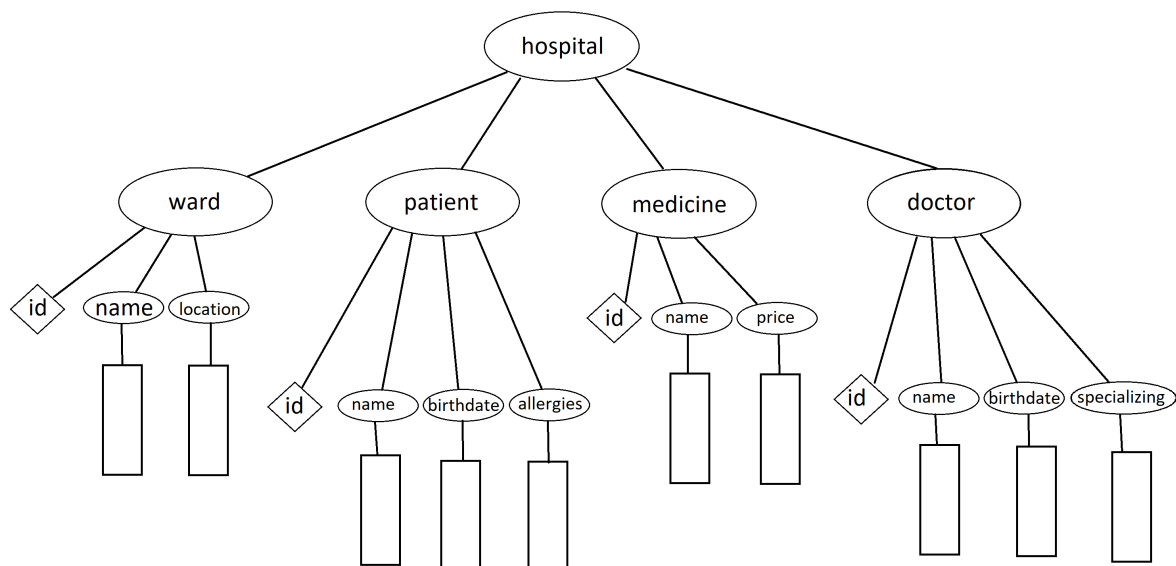 hospital
ward
patient
medicine
doctor
id
name
location
id
name
price
id
name
birthdate
allergies
id
name
birthdate
specializing